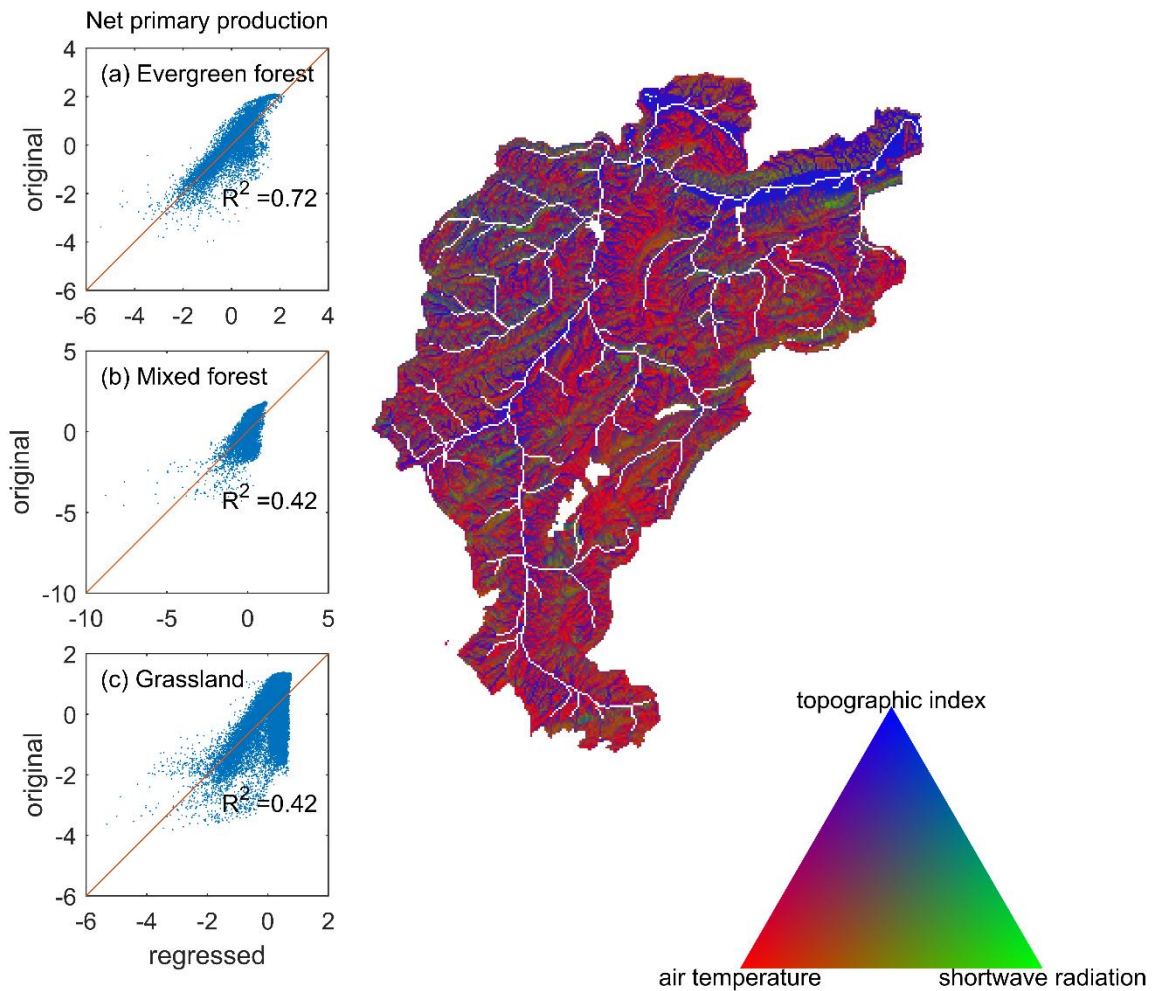 Net primary production
4
2
0
-2
-4
-6
original
(a) Evergreen forest
R² =0.72
-6 -4 -2 0 2 4
5
0
-5
-10
original
(b) Mixed forest
R² =0.42
-10 -5 0 5
2
0
-2
-4
-6
original
(c) Grassland
R² =0.42
-6 -4 -2 0 2
regressed
topographic index
air temperature
shortwave radiation